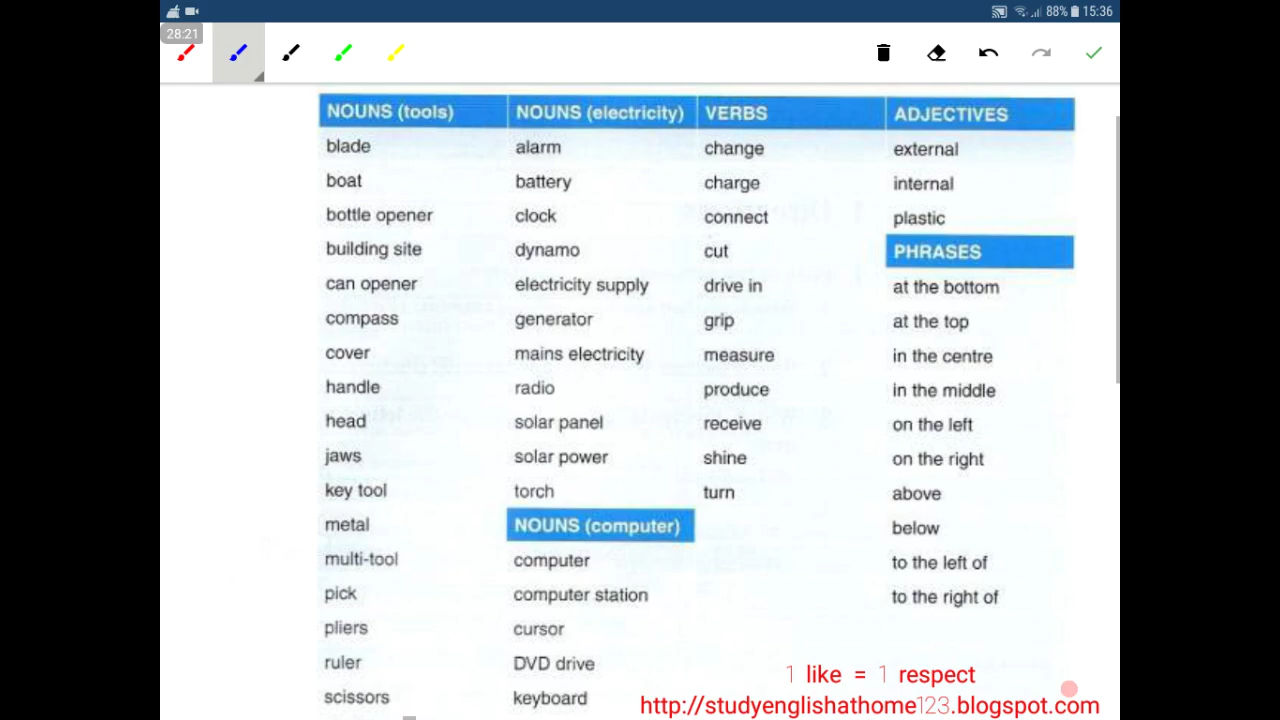 88% 15:36
28:21
NOUNS (tools) NOUNS (electricity) VERBS ADJECTIVES
blade alarm change external
boat battery charge internal
bottle opener clock connect plastic
building site dynamo cut PHRASES
can opener electricity supply drive in at the bottom
compass generator grip at the top
cover mains electricity measure in the centre
handle radio produce in the middle
head solar panel receive on the left
jaws solar power shine on the right
key tool torch turn above
metal NOUNS (computer) below
multi-tool computer to the left of
pick computer station to the right of
pliers cursor
ruler DVD drive
scissors keyboard
1 like = 1 respect
http://studyenglishathome123.blogspot.com